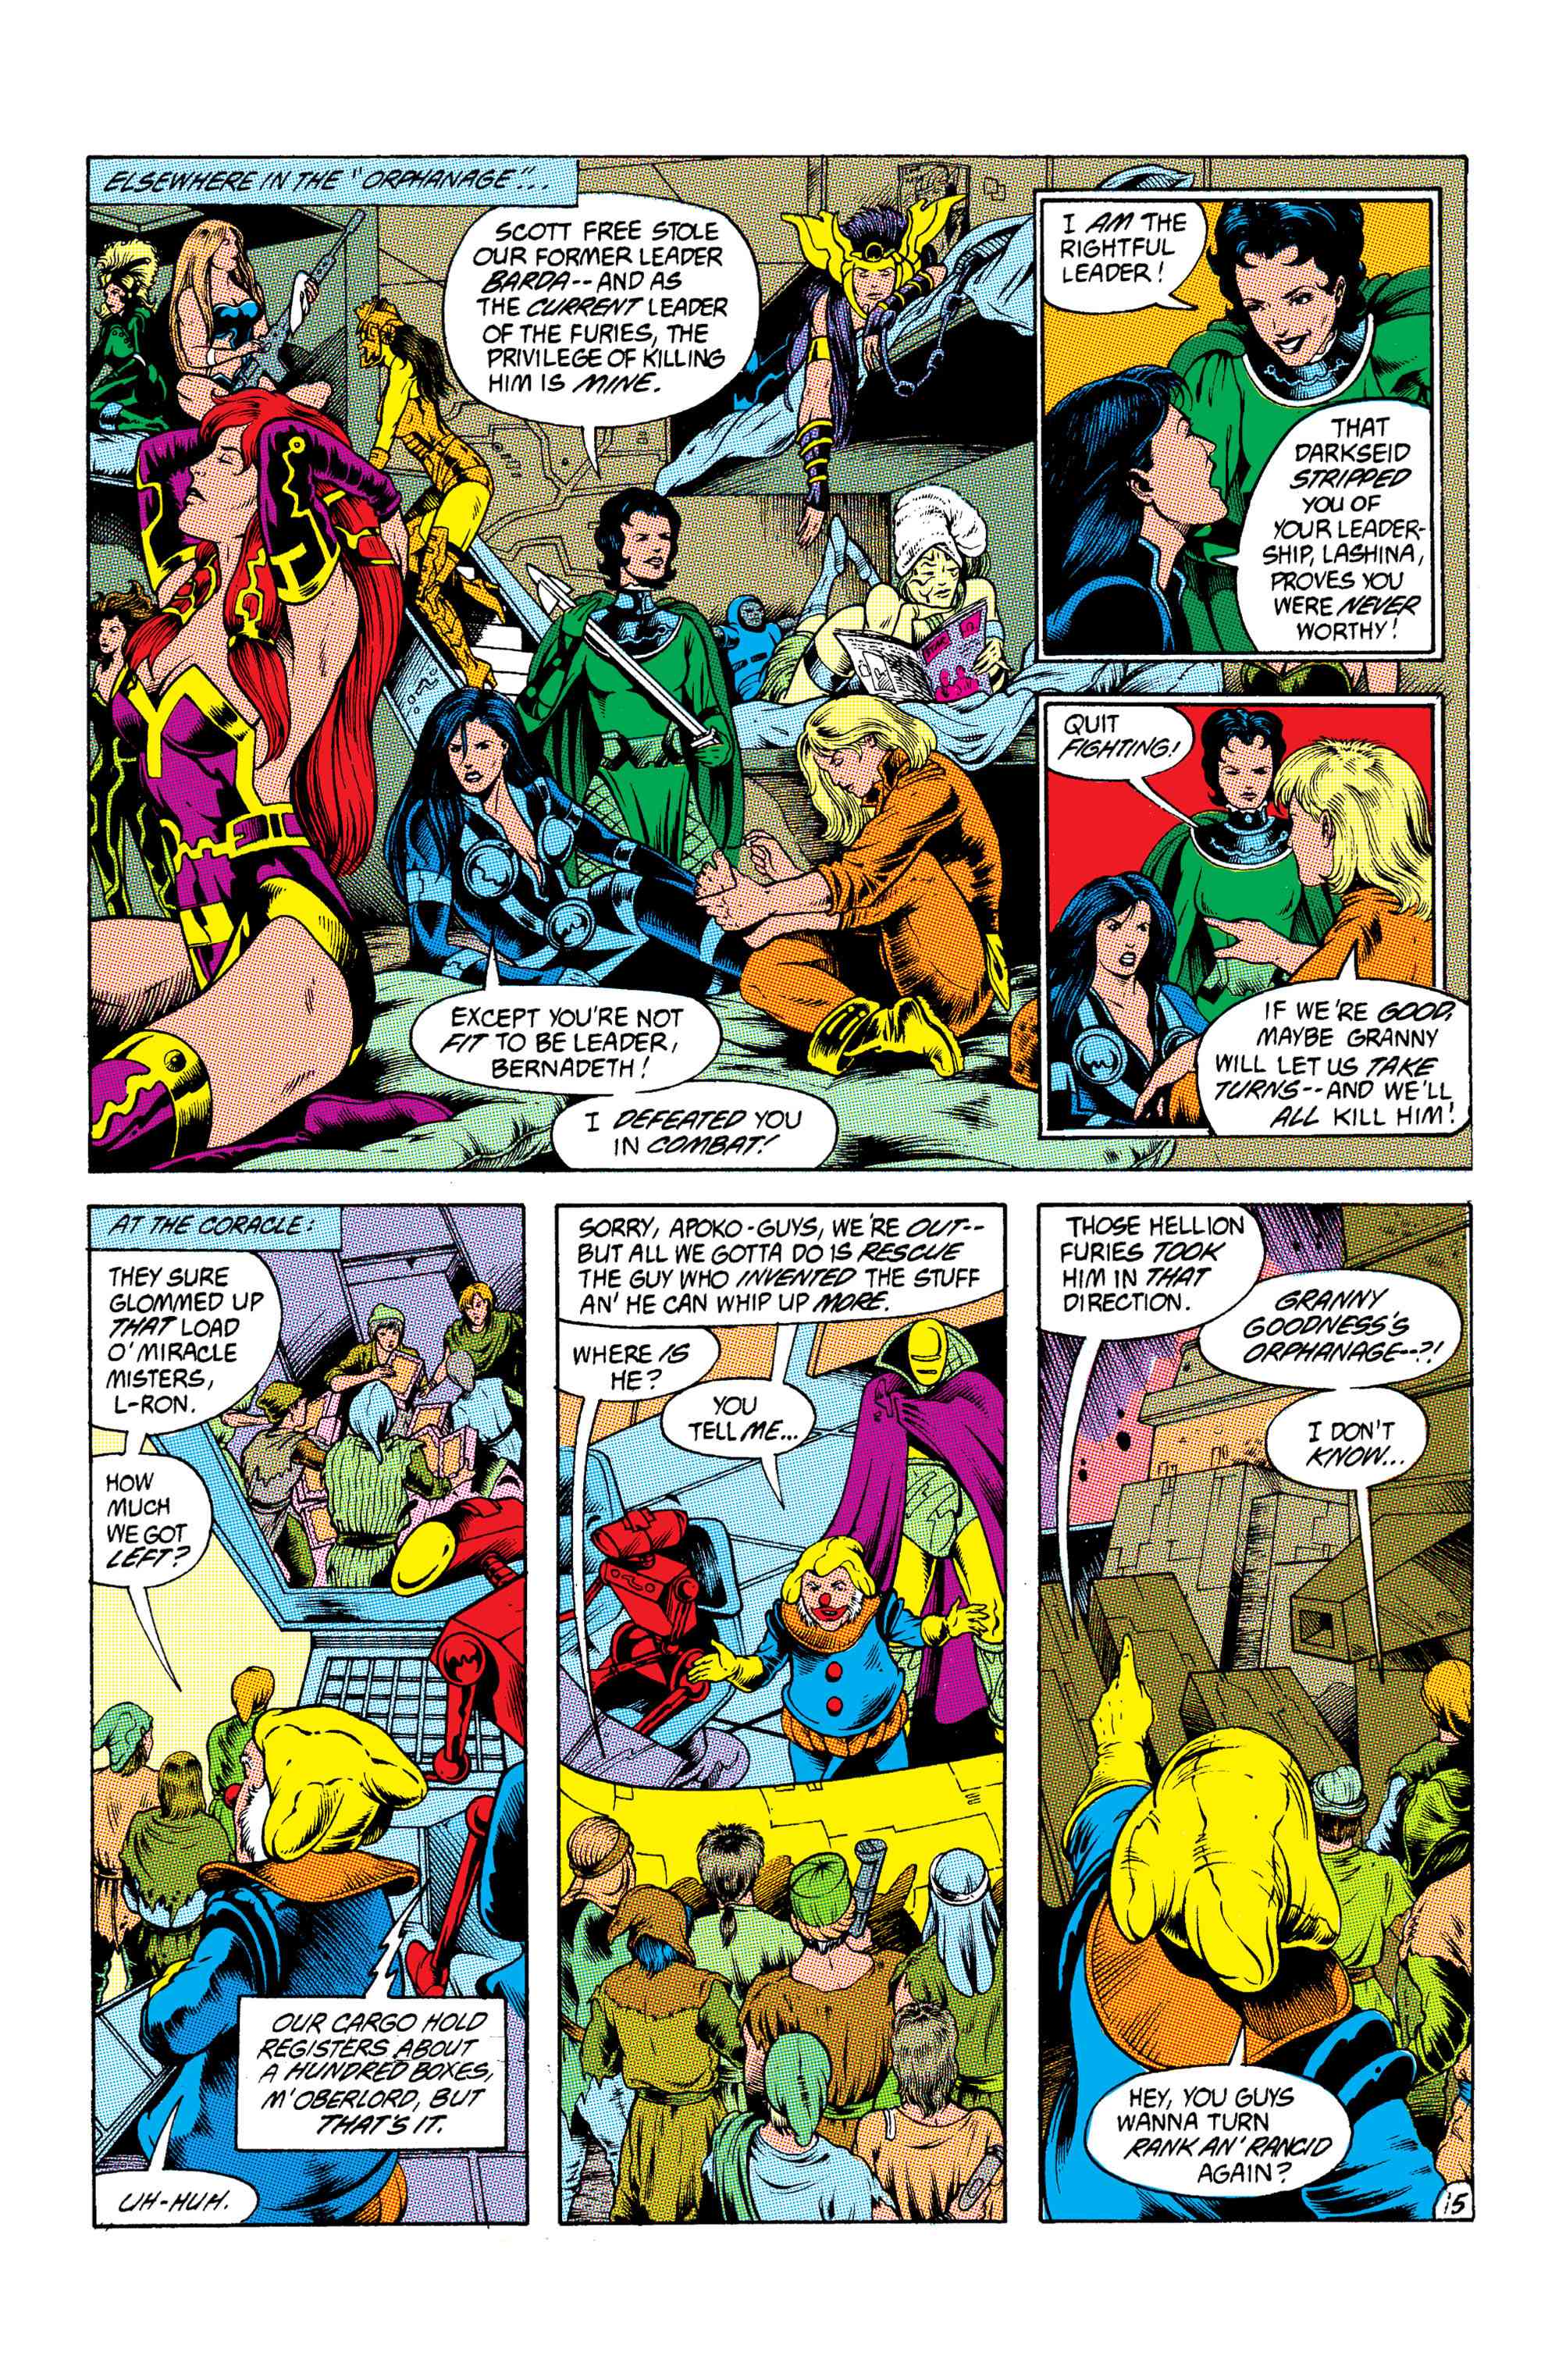 ELSEWHERE IN THE "ORPHANAGE"...
SCOTT FREE STOLE
OUR FORMER LEADER
BARDA--AND AS
THE CURRENT LEADER
OF THE FURIES, THE
PRIVILEGE OF KILLING
HIM IS MINE.
EXCEPT YOU'RE NOT
FIT TO BE LEADER,
BERNADETH!
I DEFEATED YOU
IN COMBAT!
I AM THE
RIGHTFUL
LEADER!
THAT
DARKSEID
STRIPPED
YOU OF
YOUR LEADER-
SHIP, LASHINA,
PROVES YOU
WERE NEVER
WORTHY!
QUIT
FIGHTING!
IF WE'RE GOOD,
MAYBE GRANNY
WILL LET US TAKE
TURNS--AND WE'LL
ALL KILL HIM!
AT THE CORACLE:
THEY SURE
GLOMMED UP
THAT LOAD
O'MIRACLE
MISTERS,
L-RON.
HOW
MUCH
WE GOT
LEFT?
OUR CARGO HOLD
REGISTERS ABOUT
A HUNDRED BOXES,
M'OBERLORD, BUT
THAT'S IT.
UH-HUH.
SORRY, APOKO-GUYS, WE'RE OUT--
BUT ALL WE GOTTA DO IS RESCUE
THE GUY WHO INVENTED THE STUFF
AN' HE CAN WHIP UP MORE.
WHERE IS
HE?
YOU
TELL ME...
THOSE HELLION
FURIES TOOK
HIM IN THAT
DIRECTION.
GRANNY
GOODNESS'S
ORPHANAGE--?!
I DON'T
KNOW...
HEY, YOU GUYS
WANNA TURN
RANK AN' RANCID
AGAIN?
15